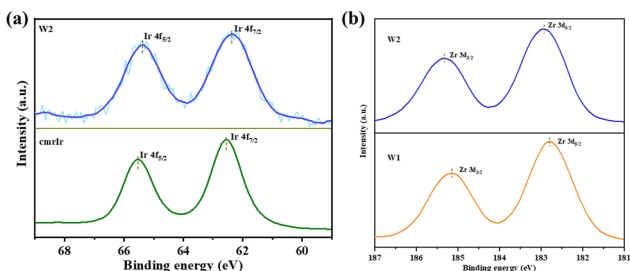 (a)
W2
Ir 4f5/2
Ir 4f7/2
cmrIr
Ir 4f5/2
Ir 4f7/2
Intensity (a.u.)
68 66 64 62 60
Binding energy (eV)
(b)
W2
Zr 3d3/2
Zr 3d5/2
W1
Zr 3d3/2
Zr 3d5/2
Intensity (a.u.)
187 186 185 184 183 182 181
Binding energy (eV)